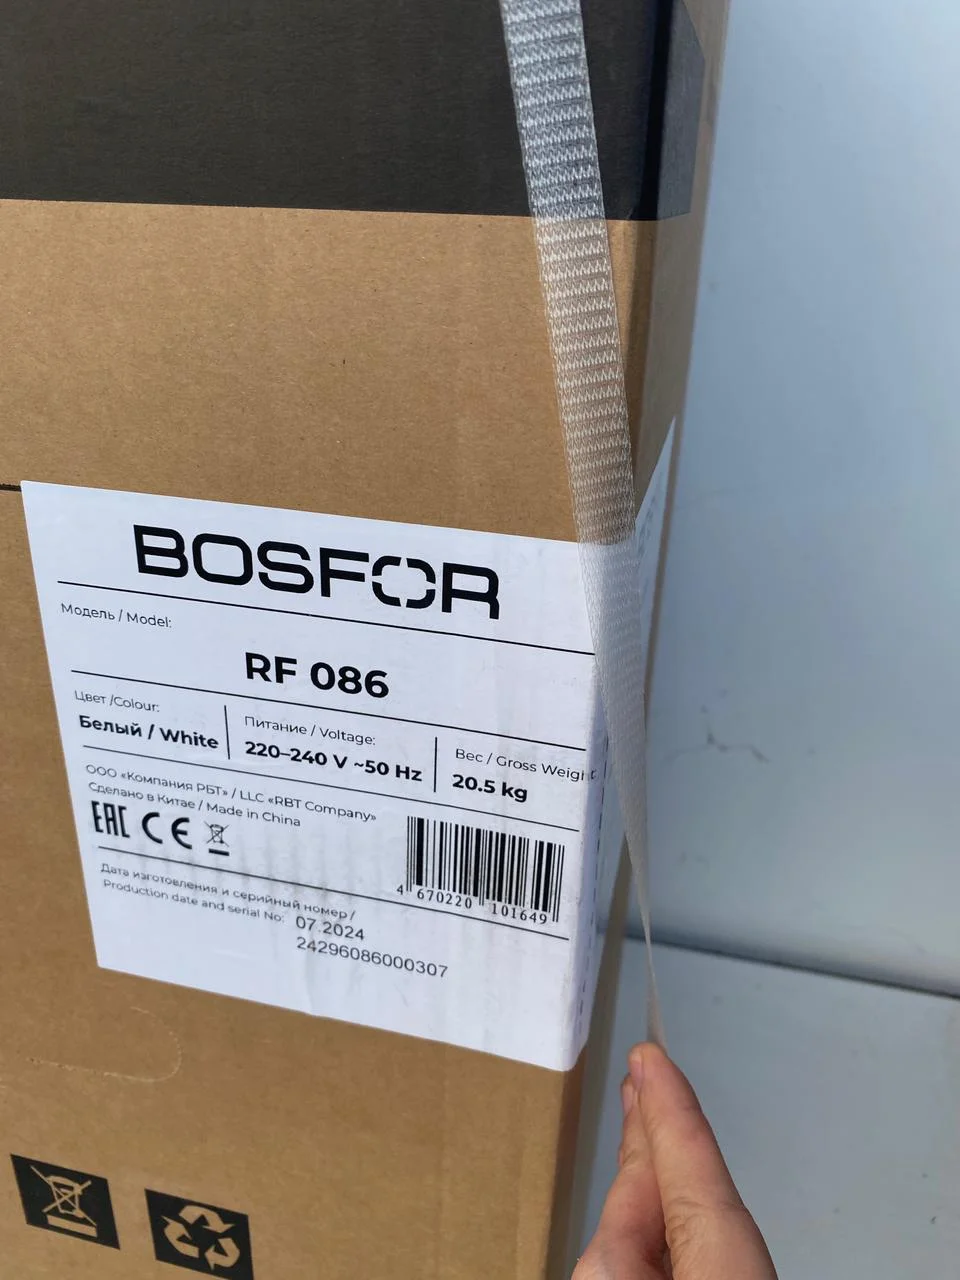 BOSFOR
Модель / Model:
RF 086
Цвет /Colour:
Белый / White
Питание / Voltage:
220–240 V ~50 Hz
Вес / Gross Weight:
20.5 kg
ООО «Компания РБТ» / LLC «RBT Company»
Сделано в Китае / Made in China
EAC CE
4 670220 101649
Дата изготовления и серийный номер /
Production date and serial No:
07.2024
24296086000307